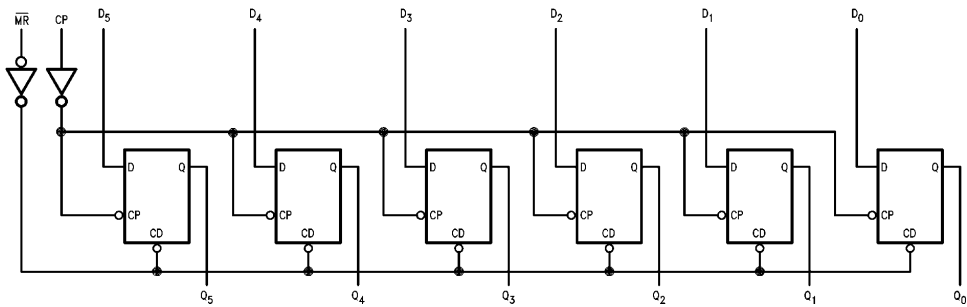 M̅R̅ CP D₅ D₄ D₃ D₂ D₁ D₀
D Q D Q D Q D Q D Q D Q
CP CP CP CP CP CP
CD CD CD CD CD CD
Q₅ Q₄ Q₃ Q₂ Q₁ Q₀